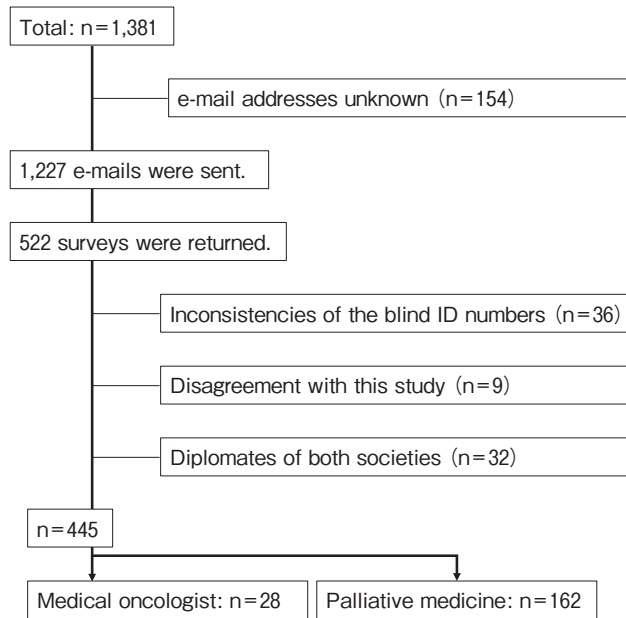 Total: n=1,381
e-mail addresses unknown (n=154)
1,227 e-mails were sent.
522 surveys were returned.
Inconsistencies of the blind ID numbers (n=36)
Disagreement with this study (n=9)
Diplomates of both societies (n=32)
n=445
Medical oncologist: n=28
Palliative medicine: n=162